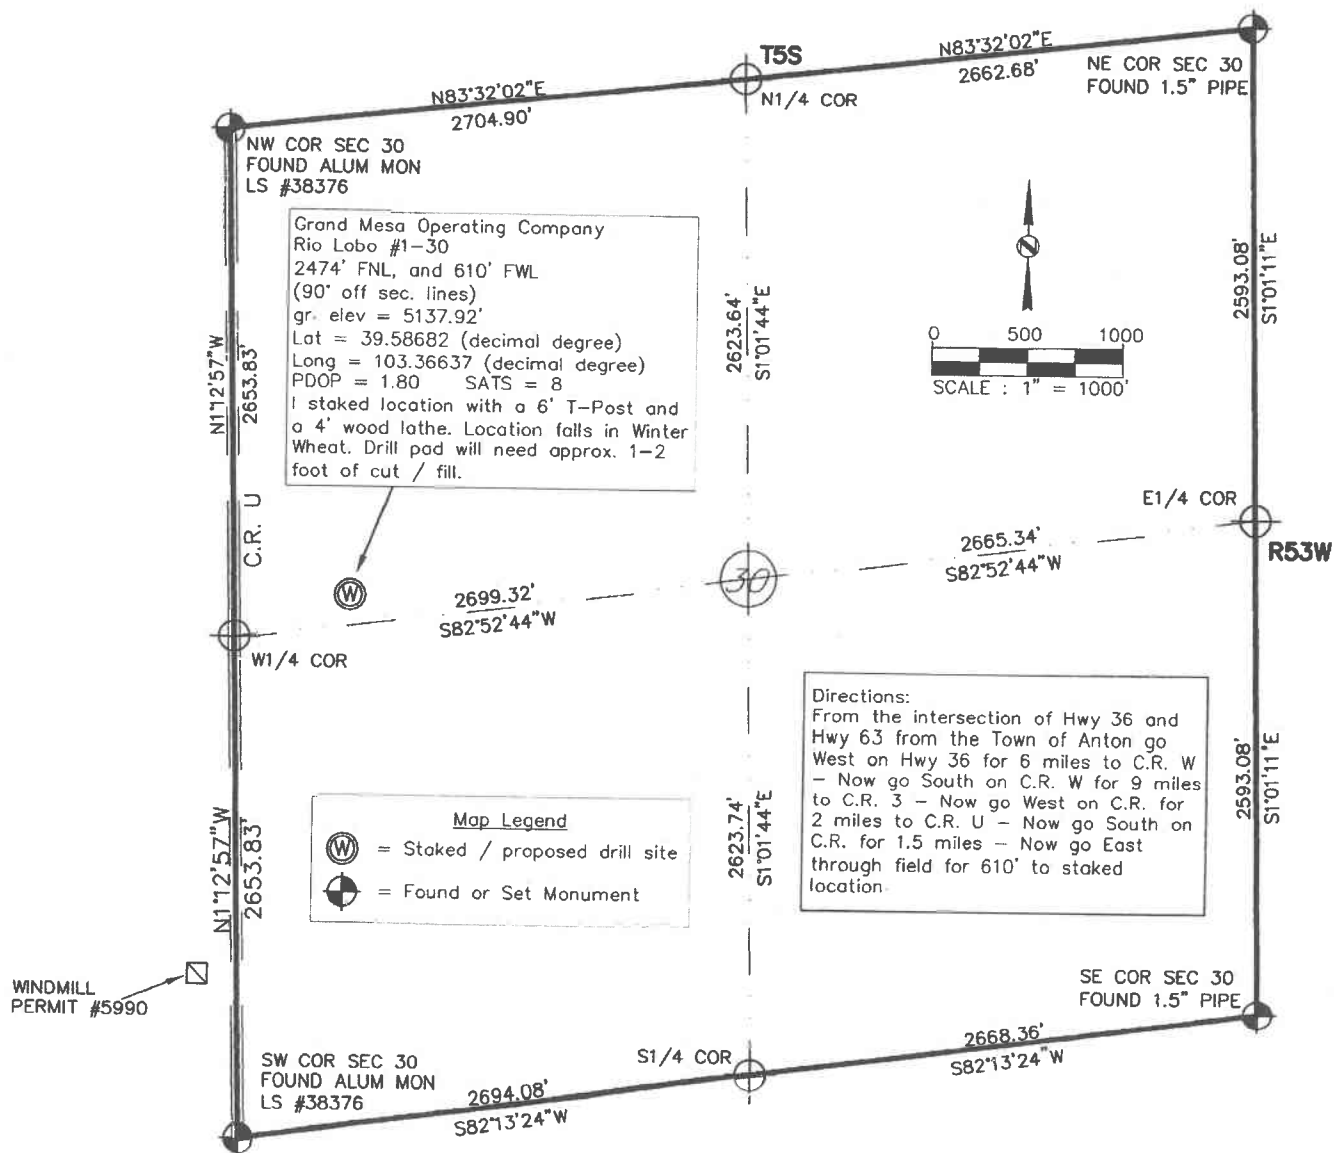 T5S
N83°32'02"E
2662.68'
NE COR SEC 30
FOUND 1.5" PIPE
N83°32'02"E
2704.90'
N1/4 COR
NW COR SEC 30
FOUND ALUM MON
LS #38376
Grand Mesa Operating Company
Rio Lobo #1-30
2474' FNL, and 610' FWL
(90° off sec. lines)
gr. elev = 5137.92'
Lat = 39.58682 (decimal degree)
Long = 103.36637 (decimal degree)
PDOP = 1.80 SATS = 8
I staked location with a 6' T-Post and
a 4' wood lathe. Location falls in Winter
Wheat. Drill pad will need approx. 1-2
foot of cut / fill.
N1°12'57"W
2653.83'
C.R. U
2623.64'
S1°01'44"E
N
0 500 1000
SCALE : 1" = 1000'
2593.08'
S1°01'11"E
E1/4 COR
R53W
2665.34'
S82°52'44"W
30
W
2699.32'
S82°52'44"W
W1/4 COR
Directions:
From the intersection of Hwy 36 and
Hwy 63 from the Town of Anton go
West on Hwy 36 for 6 miles to C.R. W
- Now go South on C.R. W for 9 miles
to C.R. 3 - Now go West on C.R. for
2 miles to C.R. U - Now go South on
C.R. for 1.5 miles - Now go East
through field for 610' to staked
location
Map Legend
W = Staked / proposed drill site
= Found or Set Monument
N1°12'57"W
2653.83'
2623.74'
S1°01'44"E
2593.08'
S1°01'11"E
WINDMILL
PERMIT #5990
SE COR SEC 30
FOUND 1.5" PIPE
SW COR SEC 30
FOUND ALUM MON
LS #38376
S1/4 COR
2668.36'
S82°13'24"W
2694.08'
S82°13'24"W